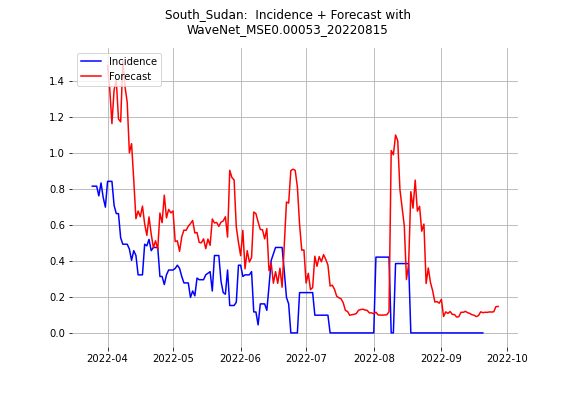 South_Sudan:  Incidence + Forecast with
WaveNet_MSE0.00053_20220815
Incidence
Forecast
1.4
1.2
1.0
0.8
0.6
0.4
0.2
0.0
2022-04 2022-05 2022-06 2022-07 2022-08 2022-09 2022-10